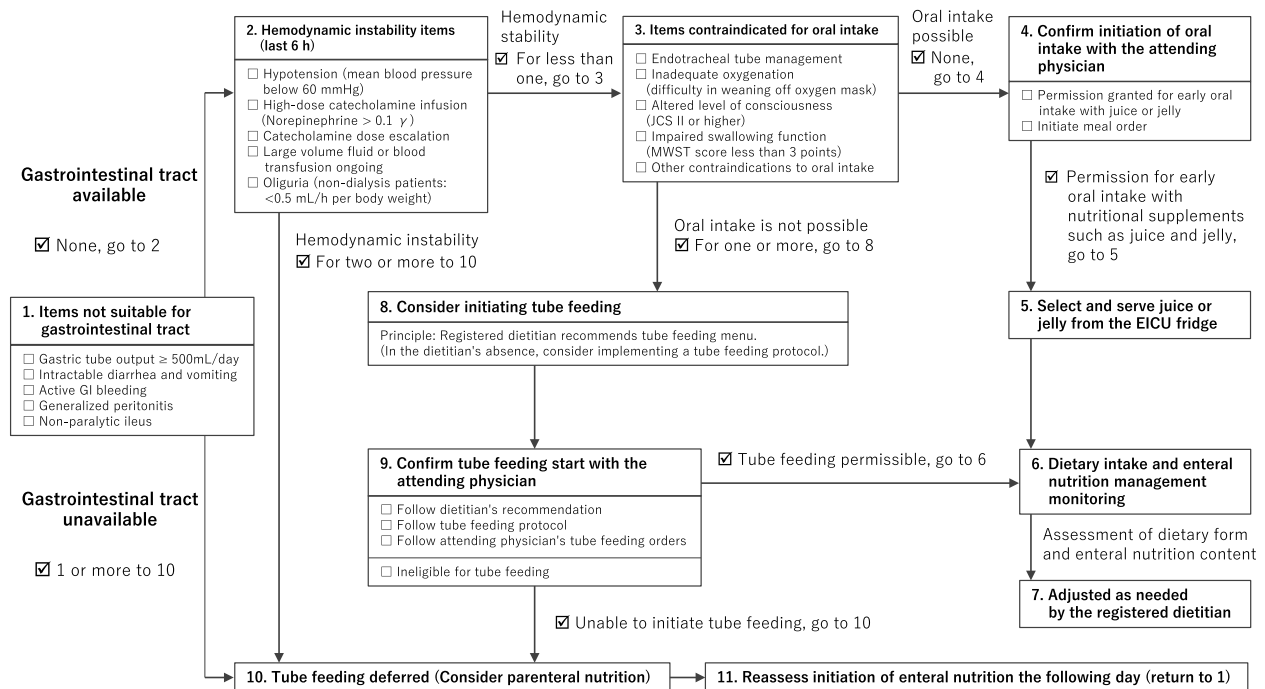 1. Items not suitable for
gastrointestinal tract
☐ Gastric tube output ≥ 500mL/day
☐ Intractable diarrhea and vomiting
☐ Active GI bleeding
☐ Generalized peritonitis
☐ Non-paralytic ileus
Gastrointestinal tract
available
☑ None, go to 2
Gastrointestinal tract
unavailable
☑ 1 or more to 10
2. Hemodynamic instability items
(last 6 h)
☐ Hypotension (mean blood pressure
below 60 mmHg)
☐ High-dose catecholamine infusion
(Norepinephrine > 0.1 γ)
☐ Catecholamine dose escalation
☐ Large volume fluid or blood
transfusion ongoing
☐ Oliguria (non-dialysis patients:
<0.5 mL/h per body weight)
Hemodynamic
stability
☑ For less than
one, go to 3
Hemodynamic instability
☑ For two or more to 10
3. Items contraindicated for oral intake
☐ Endotracheal tube management
☐ Inadequate oxygenation
(difficulty in weaning off oxygen mask)
☐ Altered level of consciousness
(JCS II or higher)
☐ Impaired swallowing function
(MWST score less than 3 points)
☐ Other contraindications to oral intake
Oral intake
possible
☑ None,
go to 4
Oral intake is not possible
☑ For one or more, go to 8
4. Confirm initiation of oral
intake with the attending
physician
☐ Permission granted for early oral
intake with juice or jelly
☐ Initiate meal order
☑ Permission for early
oral intake with
nutritional supplements
such as juice and jelly,
go to 5
5. Select and serve juice or
jelly from the EICU fridge
8. Consider initiating tube feeding
Principle: Registered dietitian recommends tube feeding menu.
(In the dietitian's absence, consider implementing a tube feeding protocol.)
9. Confirm tube feeding start with the
attending physician
☐ Follow dietitian's recommendation
☐ Follow tube feeding protocol
☐ Follow attending physician's tube feeding orders
☐ Ineligible for tube feeding
☑ Tube feeding permissible, go to 6
☑ Unable to initiate tube feeding, go to 10
6. Dietary intake and enteral
nutrition management
monitoring
Assessment of dietary form
and enteral nutrition content
7. Adjusted as needed
by the registered dietitian
10. Tube feeding deferred (Consider parenteral nutrition)
11. Reassess initiation of enteral nutrition the following day (return to 1)